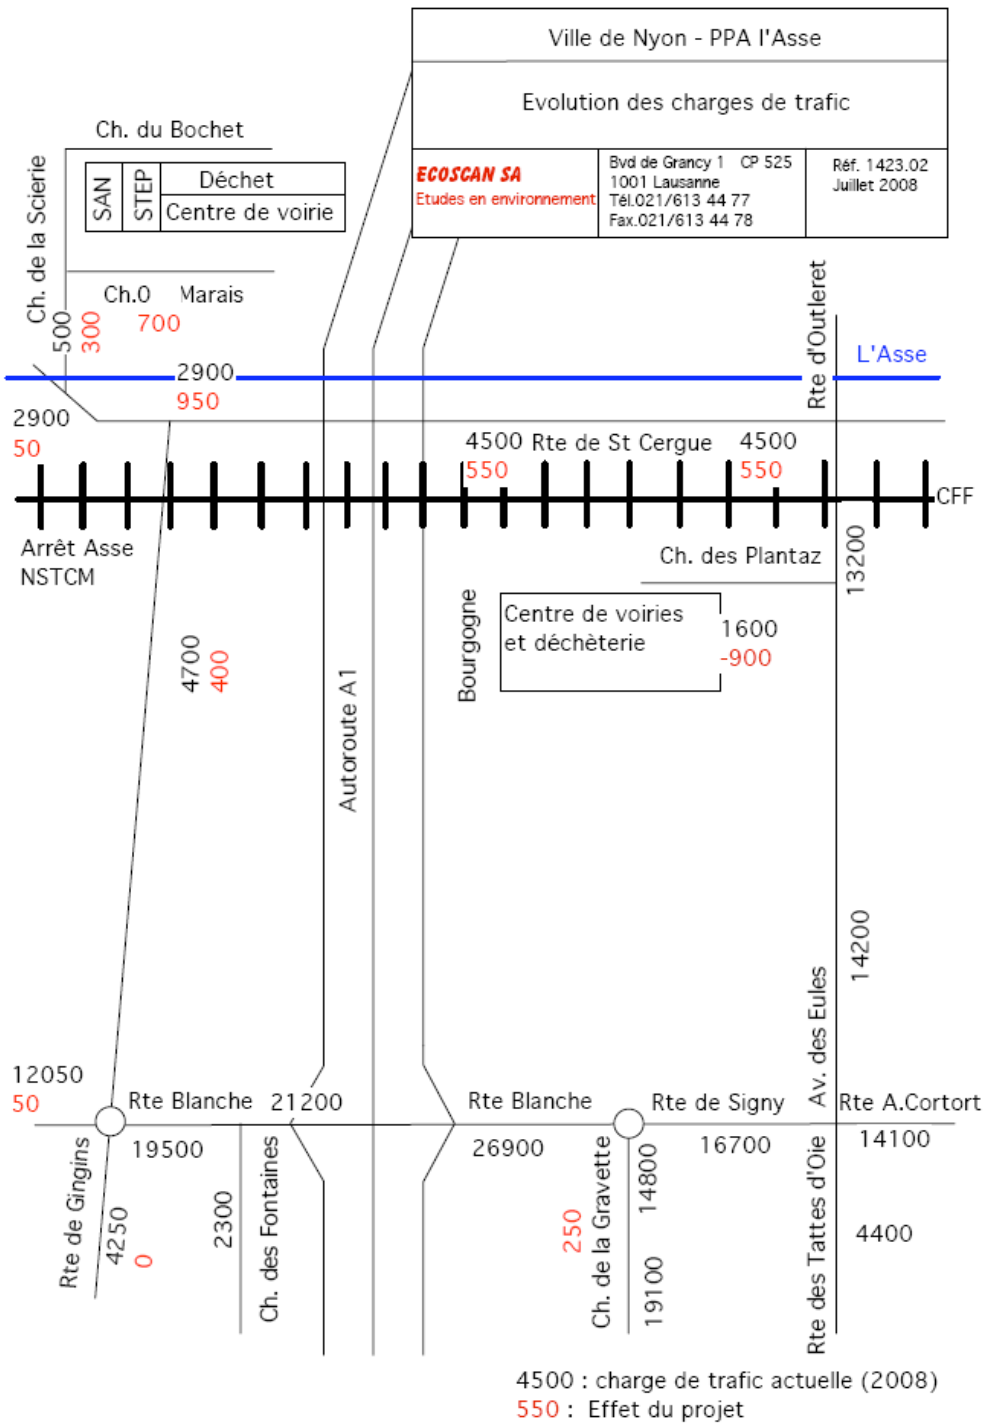 Ville de Nyon - PPA l'Asse
Evolution des charges de trafic
ECOSCAN SA
Etudes en environnement
Bvd de Grancy 1 CP 525
1001 Lausanne
Tél.021/613 44 77
Fax.021/613 44 78
Réf. 1423.02
Juillet 2008
Ch. du Bochet
Ch. de la Scierie
SAN
STEP
Déchet
Centre de voirie
Ch.0 Marais
500
300
700
Rte d'Outleret
L'Asse
2900
950
2900
50
4500 Rte de St Cergue 4500
550
550
CFF
Arrêt Asse
NSTCM
Ch. des Plantaz
13200
Bourgogne
Centre de voiries
et déchèterie
1600
-900
4700
400
Autoroute A1
14200
Av. des Eules
12050
50
Rte Blanche 21200
Rte Blanche
Rte de Signy
Rte A.Cortort
19500
26900
16700
14100
Rte de Gingins
4250
0
2300
Ch. des Fontaines
250
Ch. de la Gravette
14800
19100
Rte des Tattes d'Oie
4400
4500 : charge de trafic actuelle (2008)
550 : Effet du projet